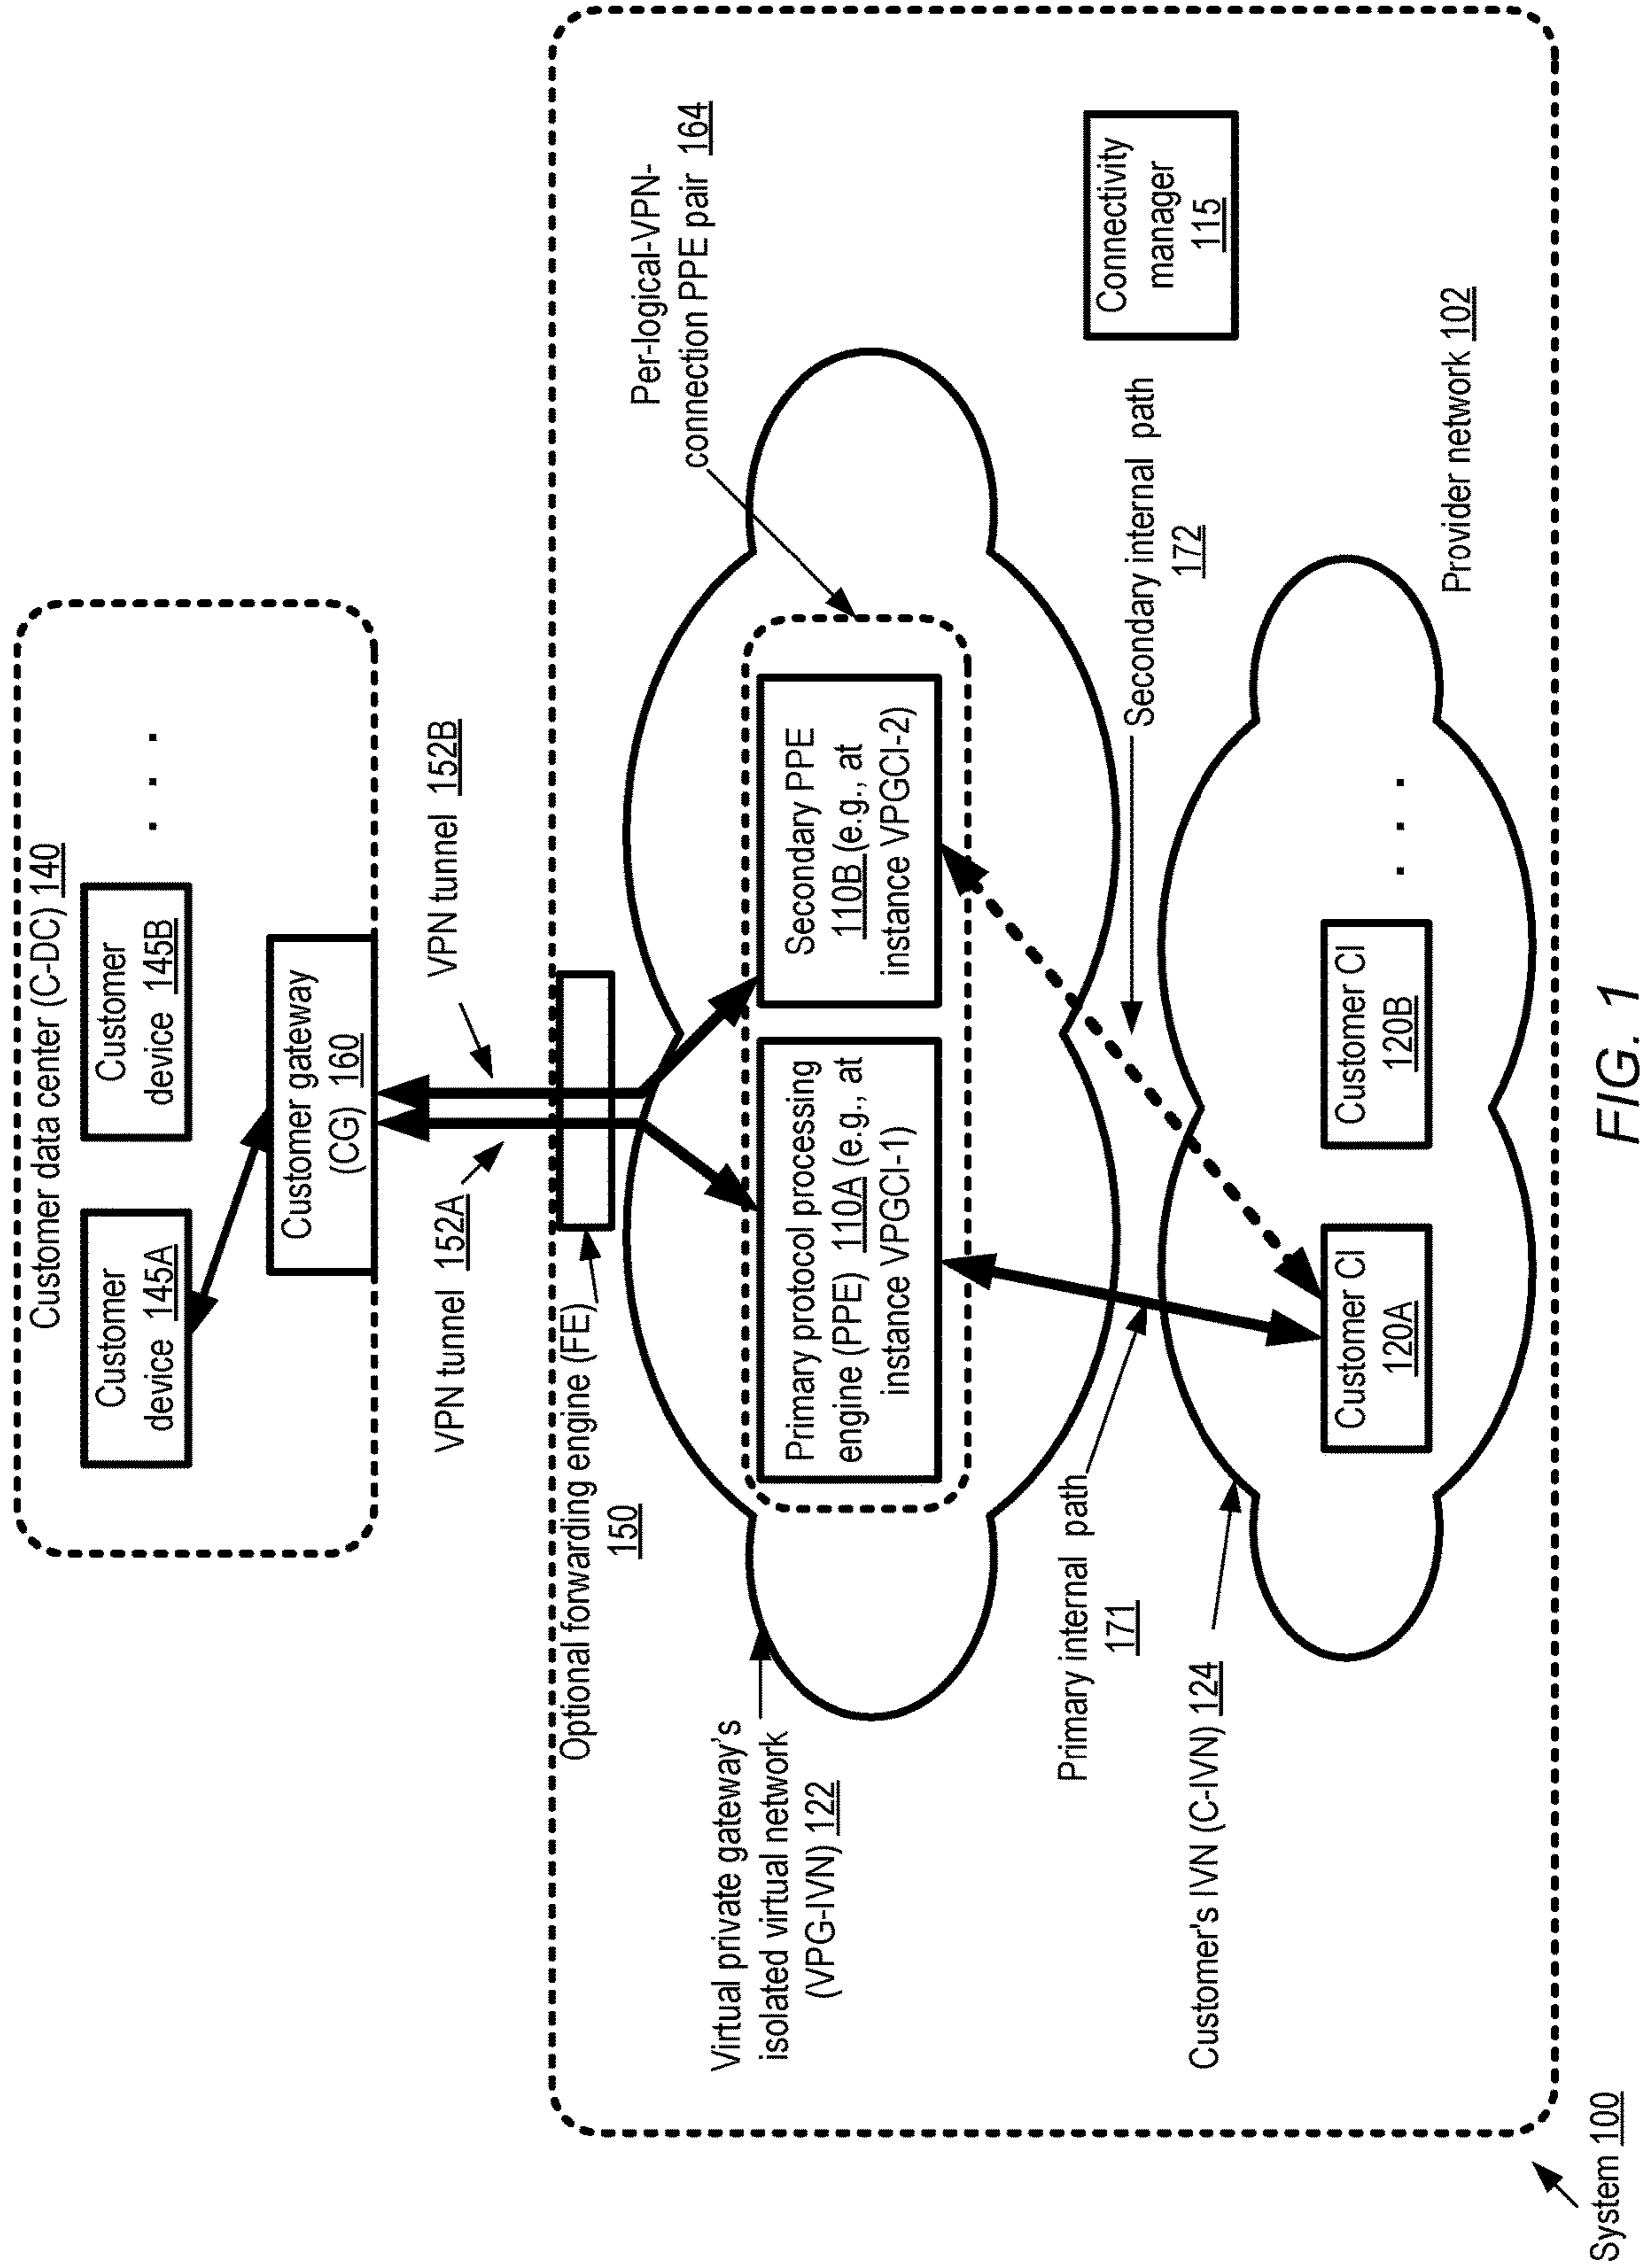 Customer data center (C-DC) 140
Customer
device 145A
Customer
device 145B
. . .
Customer gateway
(CG) 160
VPN tunnel 152A
VPN tunnel 152B
Optional forwarding engine (FE)
150
Per-logical-VPN-
connection PPE pair 164
Virtual private gateway's
isolated virtual network
(VPG-IVN) 122
Primary protocol processing
engine (PPE) 110A (e.g., at
instance VPGCI-1)
Secondary PPE
110B (e.g., at
instance VPGCI-2)
Primary internal path
171
Secondary internal path
172
Connectivity
manager
115
Customer's IVN (C-IVN) 124
Customer CI
120A
Customer CI
120B
. . .
Provider network 102
System 100
FIG. 1